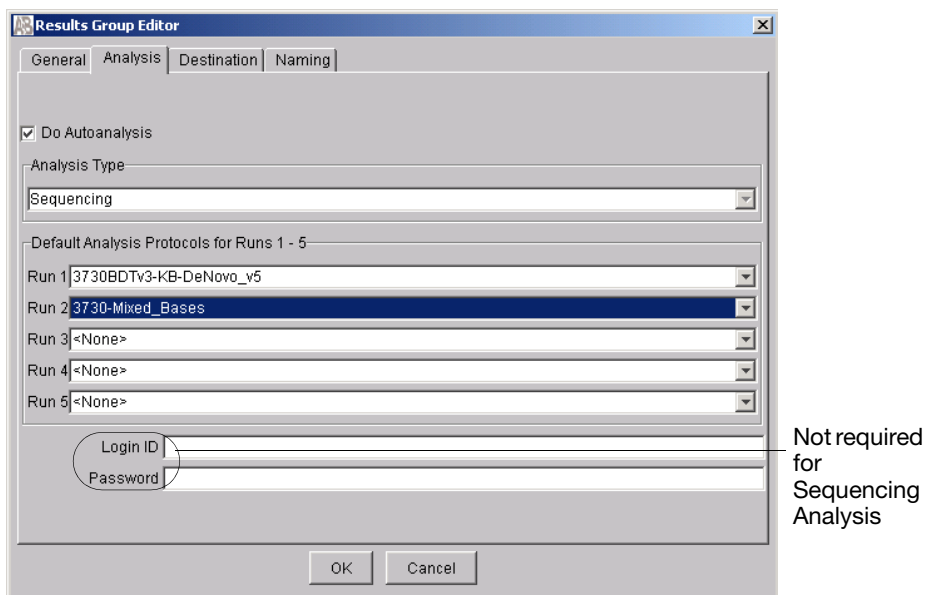 Results Group Editor
General Analysis Destination Naming
Do Autoanalysis
Analysis Type
Sequencing
Default Analysis Protocols for Runs 1 - 5
Run 1 3730BDTv3-KB-DeNovo_v5
Run 2 3730-Mixed_Bases
Run 3 <None>
Run 4 <None>
Run 5 <None>
Login ID
Password
Not required
for
Sequencing
Analysis
OK Cancel